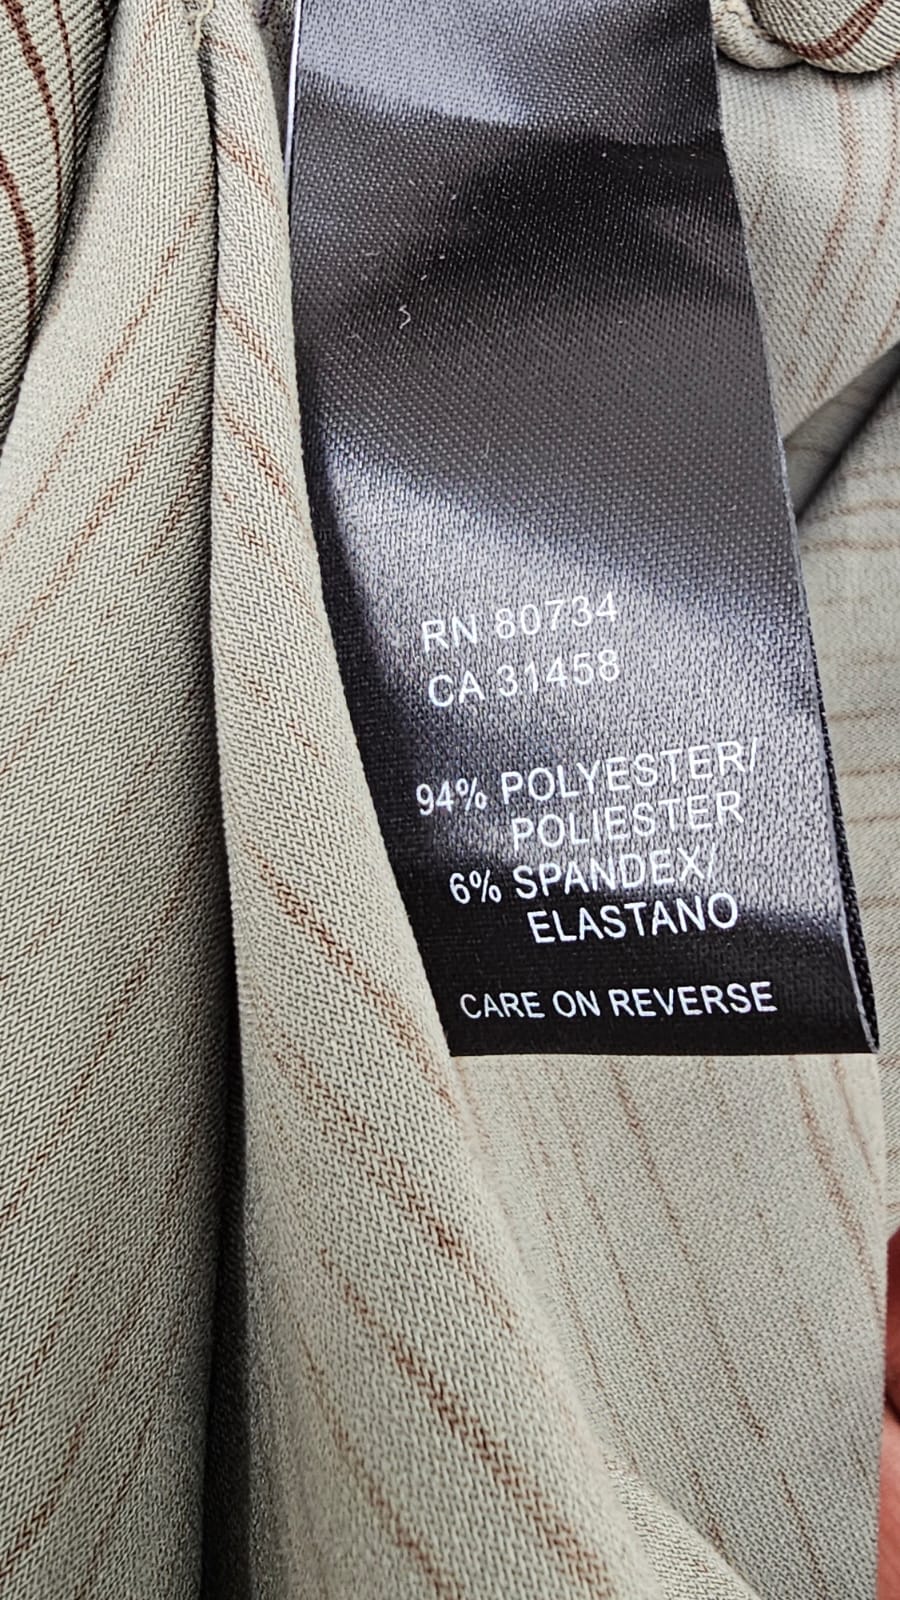 RN 80734
CA 31458
94% POLYESTER/
POLIESTER
6% SPANDEX/
ELASTANO
CARE ON REVERSE